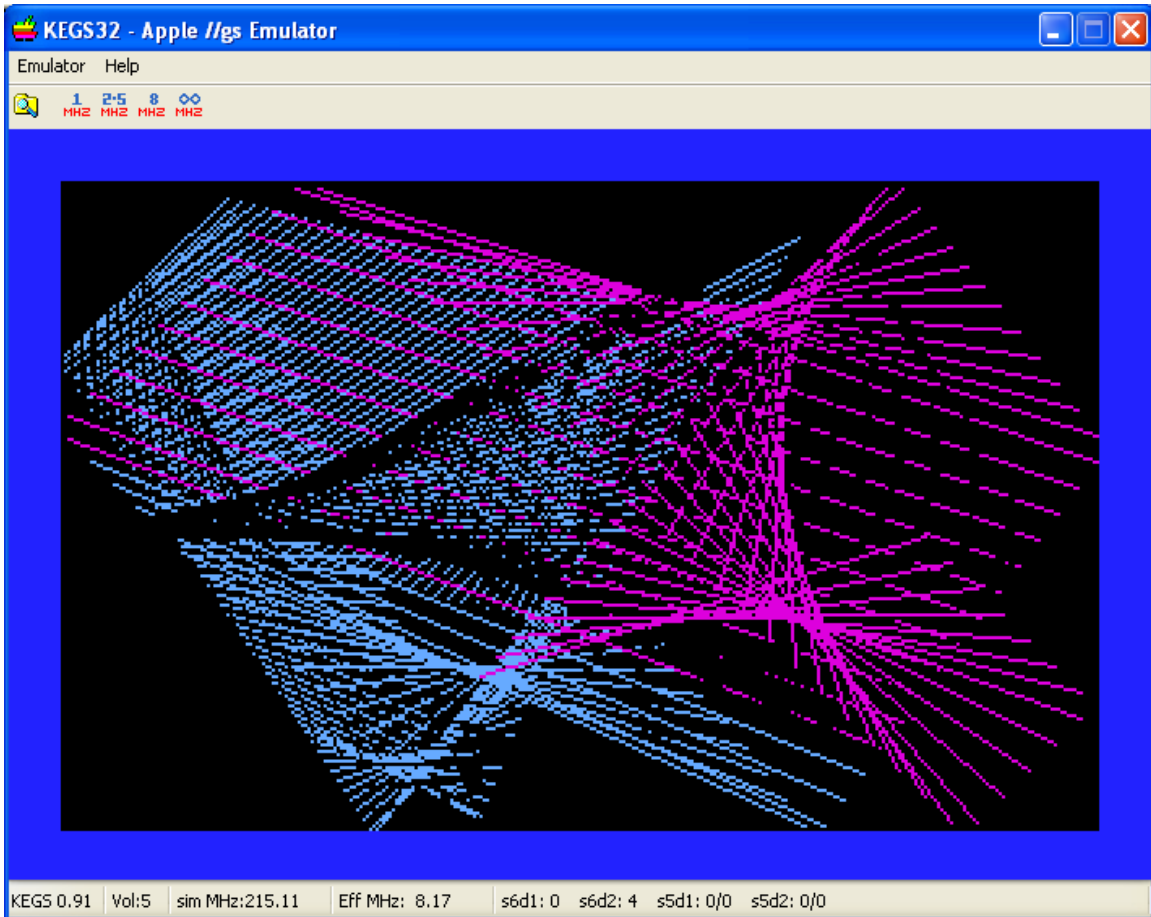 KEGS32 - Apple //gs Emulator
Emulator Help
1 MHZ 2·5 MHZ 8 MHZ ∞ MHZ
KEGS 0.91 Vol:5 sim MHz:215.11 Eff MHz: 8.17 s6d1: 0 s6d2: 4 s5d1: 0/0 s5d2: 0/0